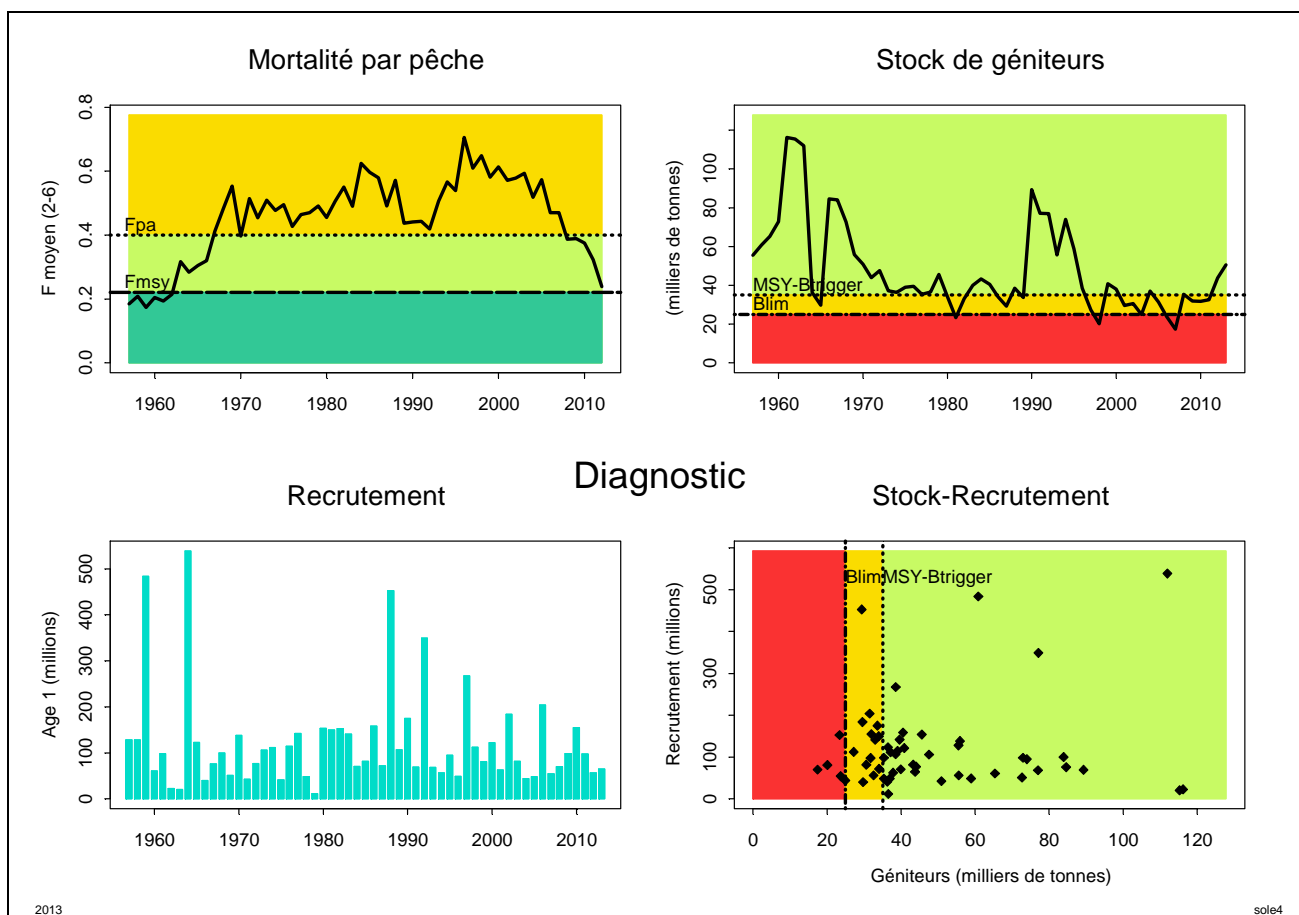 Mortalité par pêche
F moyen (2-6)
0.8
0.6
0.4
0.2
0.0
Fpa
Fmsy
1960 1970 1980 1990 2000 2010
Stock de géniteurs
(milliers de tonnes)
100
80
60
40
20
0
MSY-Btrigger
Blim
1960 1970 1980 1990 2000 2010
Diagnostic
Recrutement
Age 1 (millions)
500
400
300
200
100
0
1960 1970 1980 1990 2000 2010
Stock-Recrutement
Recrutement (millions)
500
300
100
0
BlimMSY-Btrigger
0 20 40 60 80 100 120
Géniteurs (milliers de tonnes)
2013
sole4